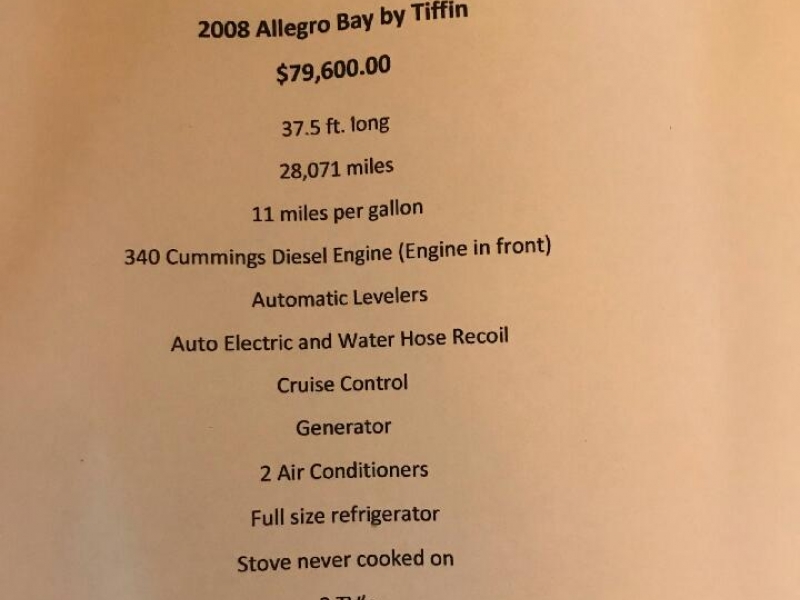 2008 Allegro Bay by Tiffin
$79,600.00
37.5 ft. long
28,071 miles
11 miles per gallon
340 Cummings Diesel Engine (Engine in front)
Automatic Levelers
Auto Electric and Water Hose Recoil
Cruise Control
Generator
2 Air Conditioners
Full size refrigerator
Stove never cooked on